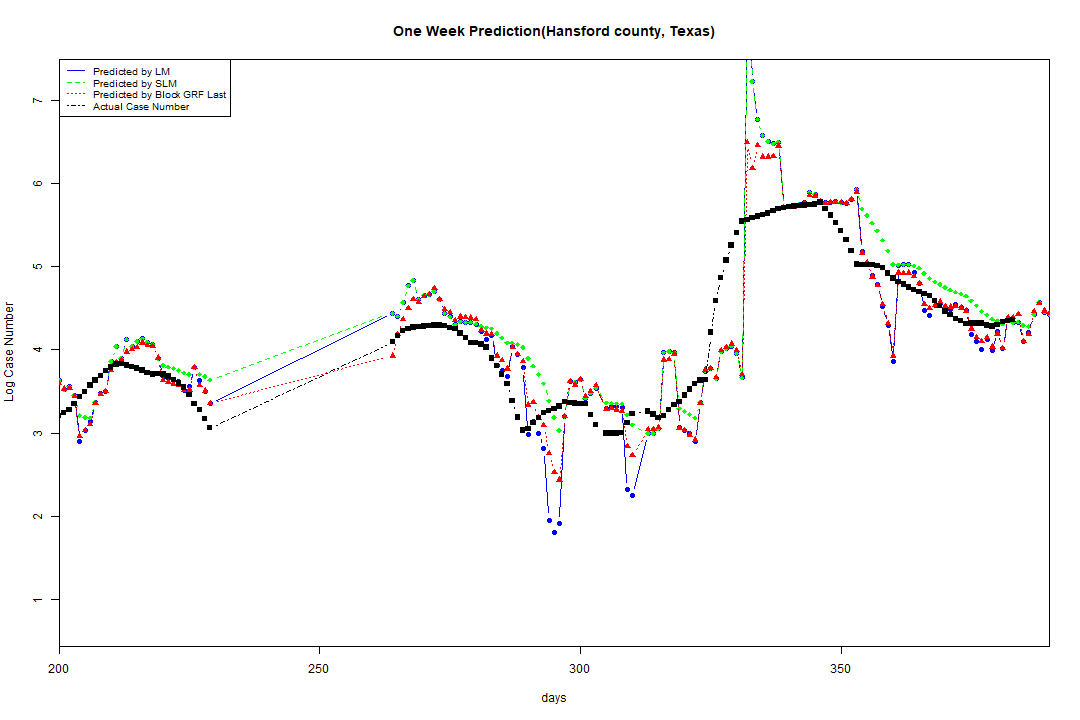 One Week Prediction(Hansford county, Texas)
Predicted by LM
Predicted by SLM
Predicted by Block GRF Last
Actual Case Number
7
6
5
4
3
2
1
Log Case Number
200
250
300
350
days